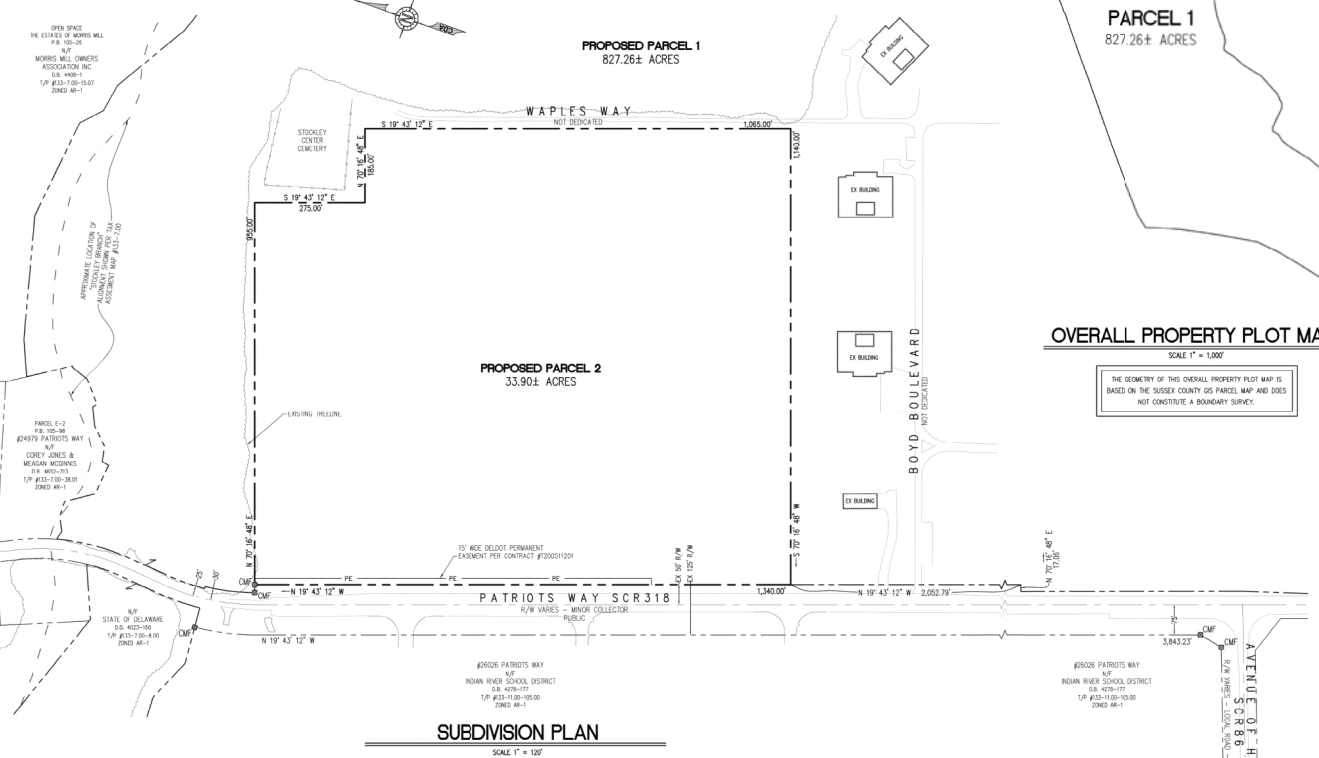 OPEN SPACE
THE ESTATES OF MORRIS MILL
P.B. 105-25
N/F
MORRIS MILL OWNERS
ASSOCIATION INC.
D.B. 4408-1
T/P #133-7.00-15.07
ZONED AR-1
N
CDA
PROPOSED PARCEL 1
827.26± ACRES
EX BUILDING
PARCEL 1
827.26± ACRES
WAPLES WAY
NOT DEDICATED
S 19° 43' 12" E
1,065.00'
STOCKLEY
CENTER
CEMETERY
N 70° 16' 48" E
185.00'
1,140.00'
S 19° 43' 12" E
275.00'
EX BUILDING
955.00'
APPROXIMATE LOCATION OF
"STOCKLEY BRANCH"
ALIGNMENT SHOWN PER TAX
ASSESMENT MAP #133-7.00
OVERALL PROPERTY PLOT MA
SCALE 1" = 1,000'
EX BUILDING
BOYD BOULEVARD
NOT DEDICATED
THE GEOMETRY OF THIS OVERALL PROPERTY PLOT MAP IS
BASED ON THE SUSSEX COUNTY GIS PARCEL MAP AND DOES
NOT CONSTITUTE A BOUNDARY SURVEY.
PROPOSED PARCEL 2
33.90± ACRES
EXISTING TREELINE
PARCEL E-2
P.B. 105-98
#24979 PATRIOTS WAY
N/F
COREY JONES &
MEAGAN MCGINNIS
D.B. 4652-313
T/P #133-7.00-38.01
ZONED AR-1
EX BUILDING
N 70° 16' 48" E
S 70° 16' 48" W
15' WIDE DELDOT PERMANENT
EASEMENT PER CONTRACT #T200511201
EX 50' R/W
EX 125' R/W
N 70° 16' 48" E
17.06'
25'
30'
CMF
CMF
PE
PE
PE
N 19° 43' 12" W
PATRIOTS WAY SCR318
1,340.00'
N 19° 43' 12" W
2,052.79'
R/W VARIES - MINOR COLLECTOR
PUBLIC
N/F
STATE OF DELAWARE
D.B. 4023-160
T/P #133-7.00-8.00
ZONED AR-1
CMF
N 19° 43' 12" W
75'
3,843.23'
CMF
CMF
#26026 PATRIOTS WAY
N/F
INDIAN RIVER SCHOOL DISTRICT
D.B. 4278-177
T/P #133-11.00-105.00
ZONED AR-1
#26026 PATRIOTS WAY
N/F
INDIAN RIVER SCHOOL DISTRICT
D.B. 4278-177
T/P #133-11.00-105.00
ZONED AR-1
AVENUE OF H
SCR86
R/W VARIES - LOCAL ROAD -
SUBDIVISION PLAN
SCALE 1" = 120'